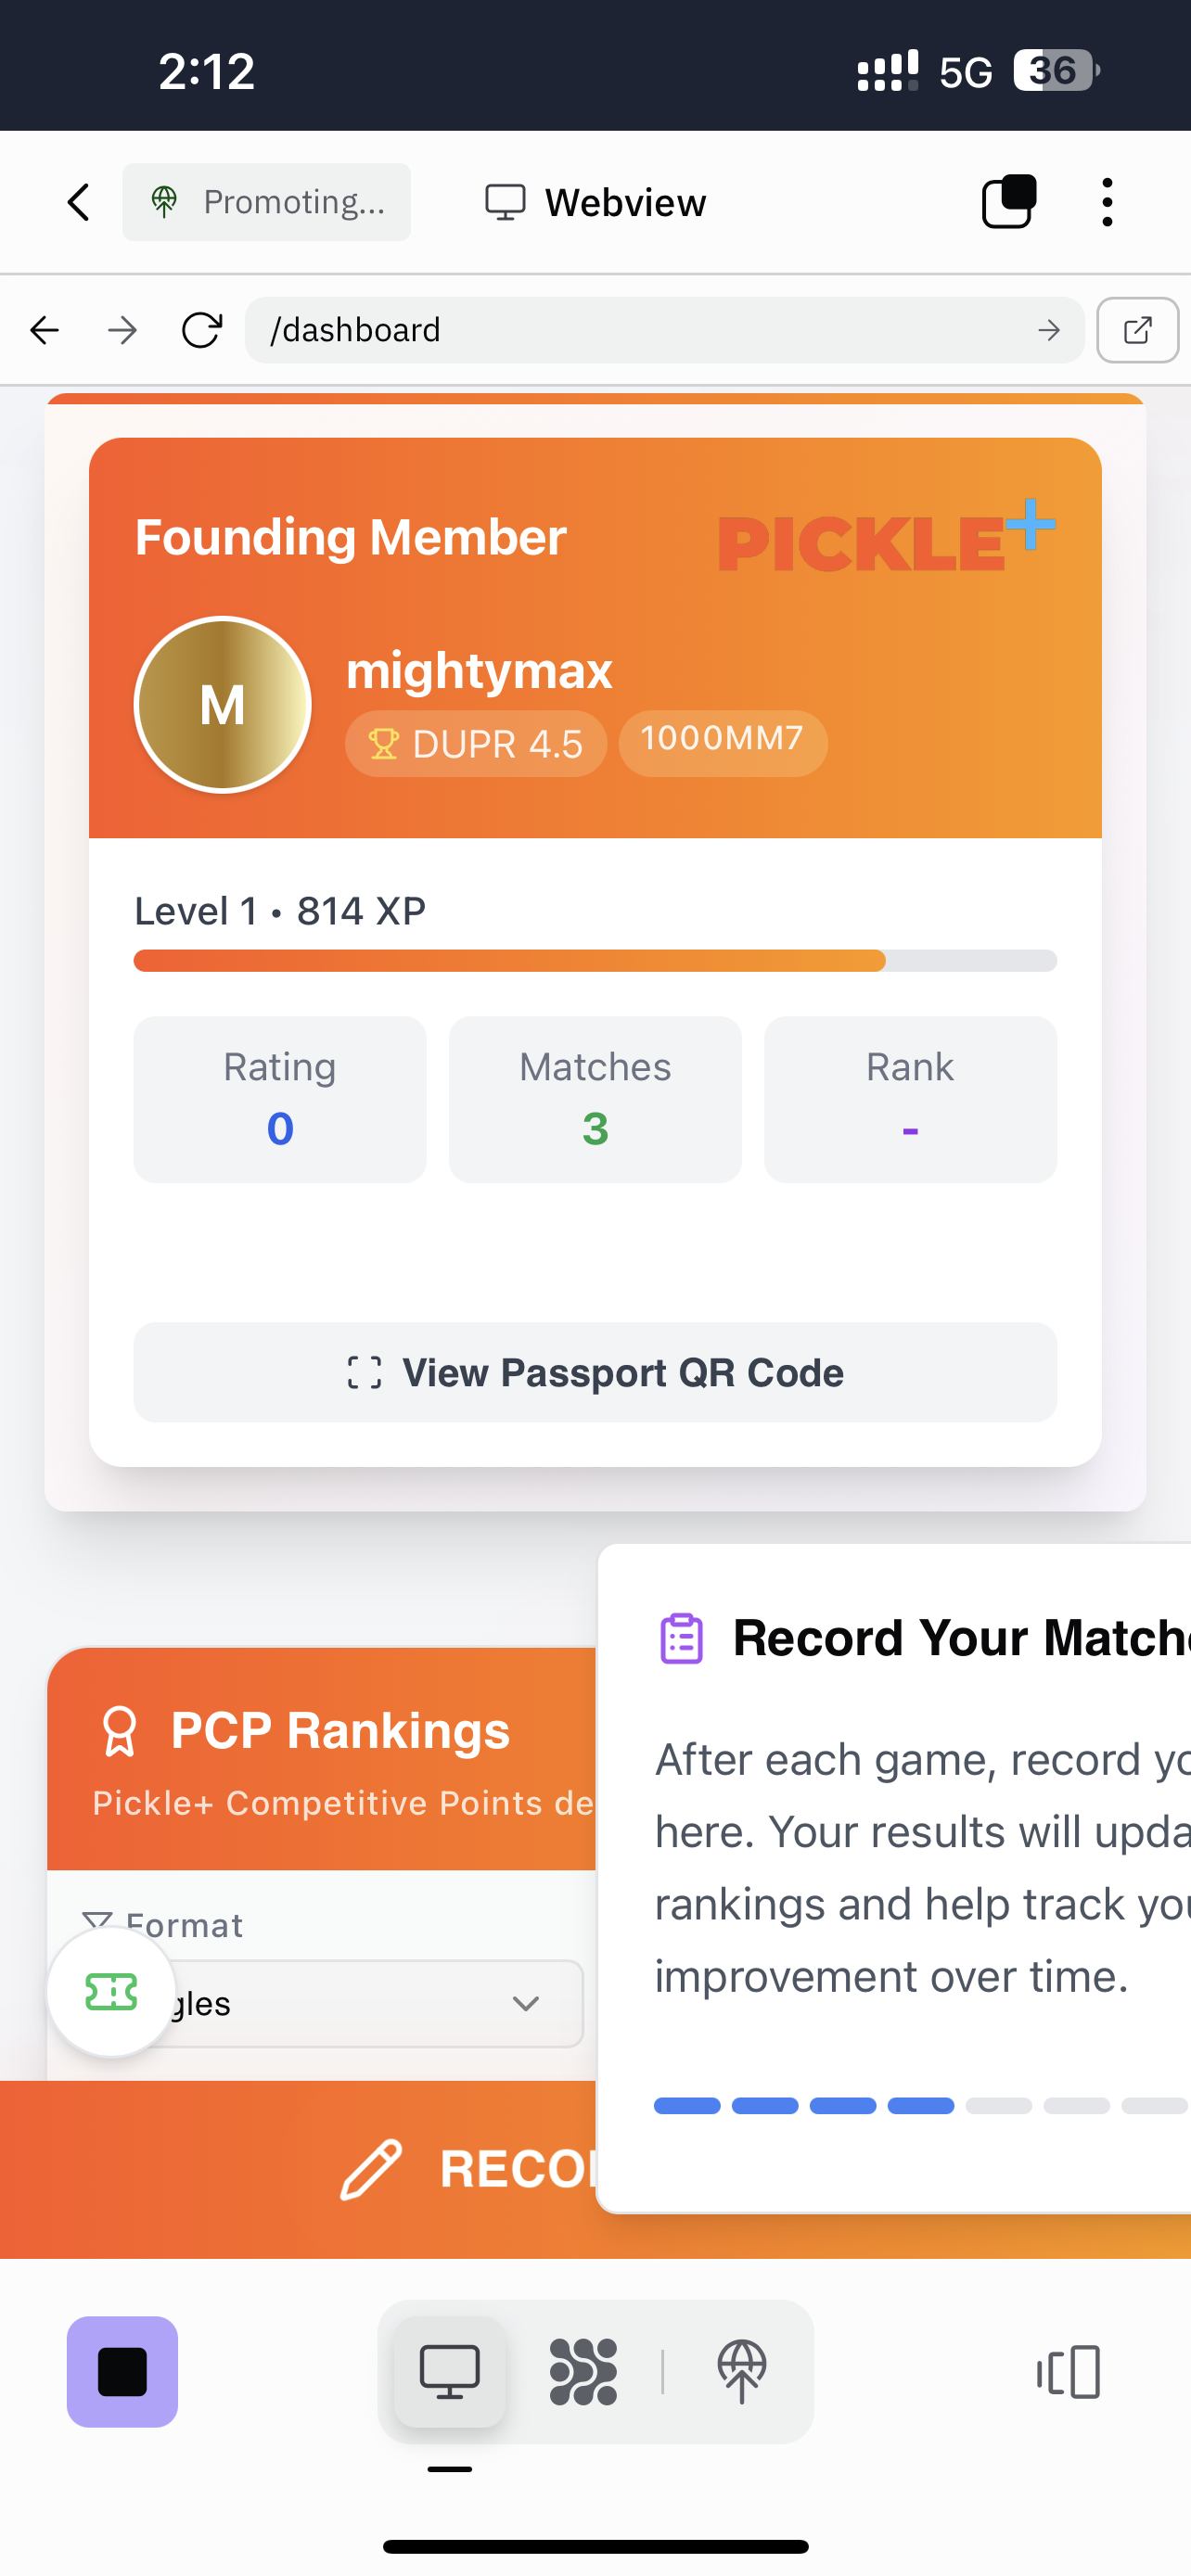 2:12
5G 36
Promoting...
Webview
/dashboard
Founding Member
PICKLE+
M
mightymax
DUPR 4.5
1000MM7
Level 1 • 814 XP
Rating
Matches
Rank
0
3
-
View Passport QR Code
Record Your Matche
PCP Rankings
After each game, record yo
Pickle+ Competitive Points de
here. Your results will upda
rankings and help track you
Format
improvement over time.
gles
RECO